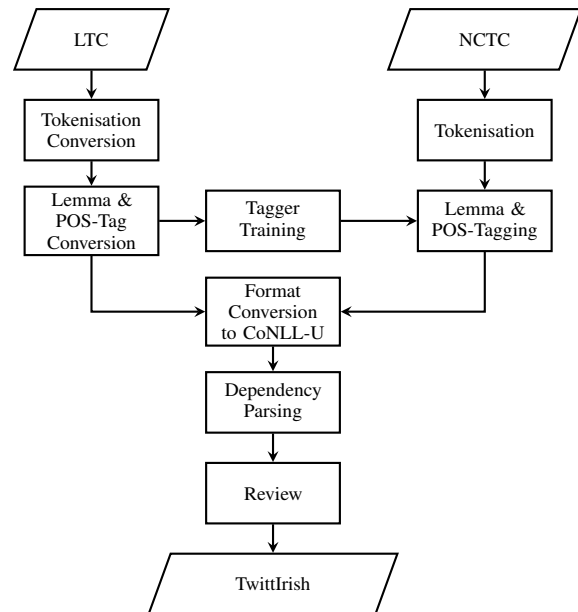 LTC
NCTC
Tokenisation
Conversion
Tokenisation
Lemma &
POS-Tag
Conversion
Tagger
Training
Lemma &
POS-Tagging
Format
Conversion
to CoNLL-U
Dependency
Parsing
Review
TwittIrish